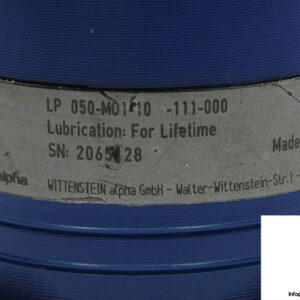 LP 050-MO1-10 -111-000
Lubrication: For Lifetime
SN: 2065128
Made
alpha
WITTENSTEIN alpha GmbH - Walter-Wittenstein-Str.1 -